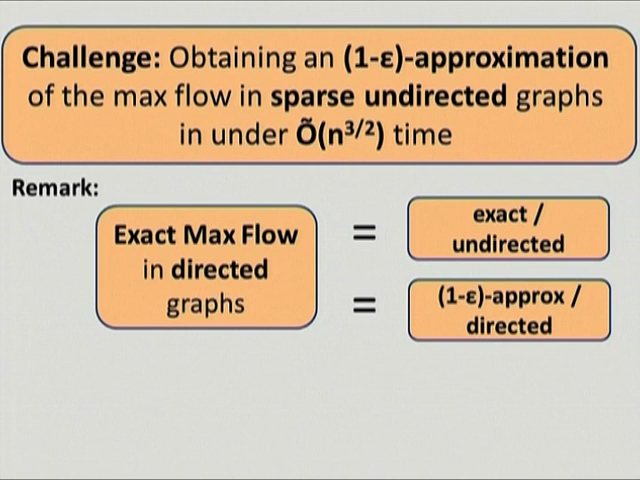 Challenge: Obtaining an (1-ε)-approximation
of the max flow in sparse undirected graphs
in under Õ(n³/²) time
Remark:
Exact Max Flow
in directed
graphs
=
exact /
undirected
=
(1-ε)-approx /
directed